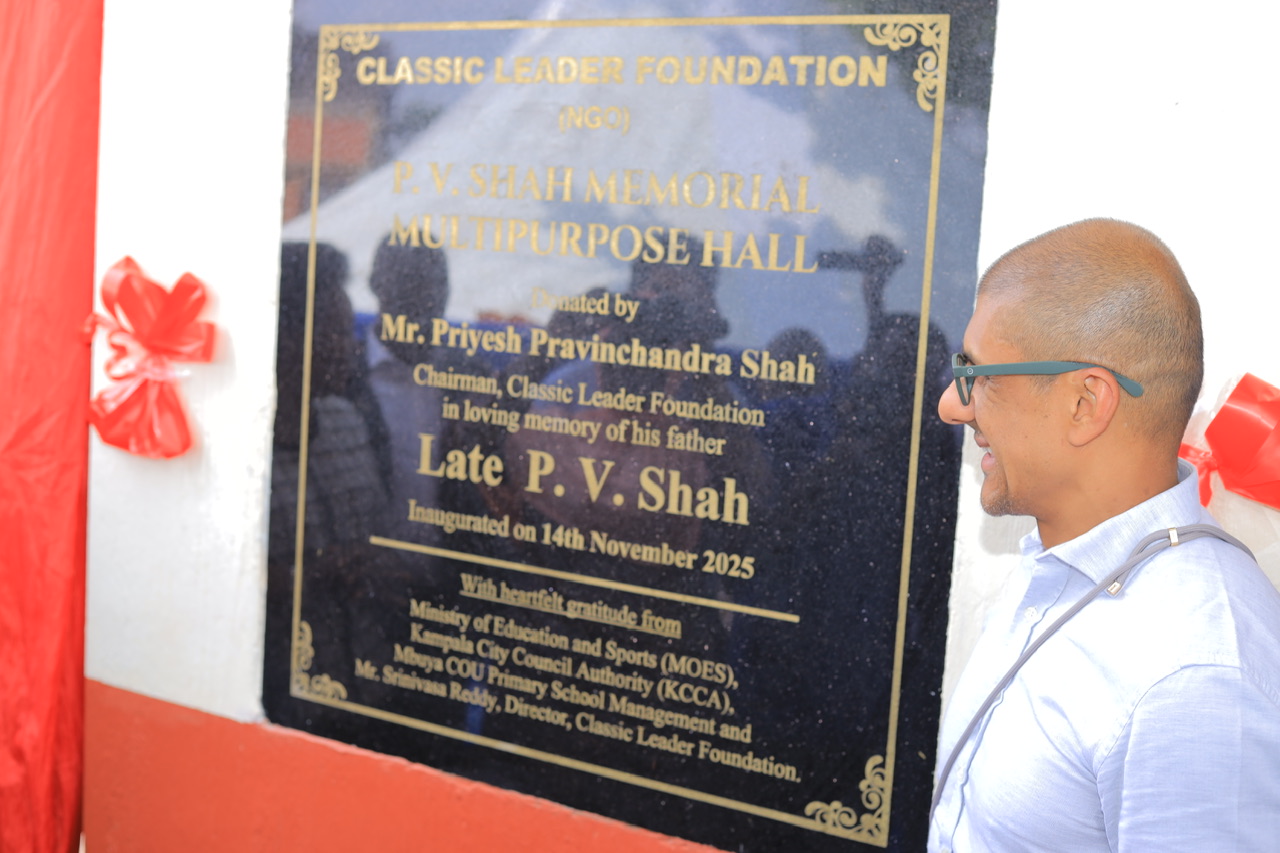 CLASSIC LEADER FOUNDATION
(NGO)
P. V. SHAH MEMORIAL
MULTIPURPOSE HALL
Donated by
Mr. Priyesh Pravinchandra Shah
Chairman, Classic Leader Foundation
in loving memory of his father
Late P. V. Shah
Inaugurated on 14th November 2025
With heartfelt gratitude from
Ministry of Education and Sports (MOES),
Kampala City Council Authority (KCCA),
Mbuya COU Primary School Management and
Mr. Srinivasa Reddy, Director, Classic Leader Foundation.